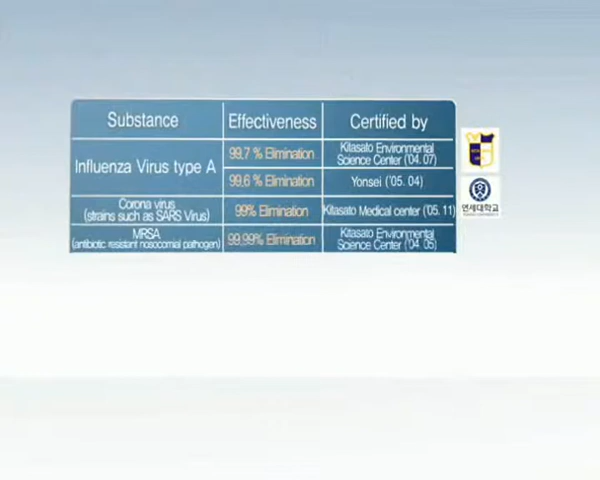 Substance Effectiveness Certified by
Influenza Virus type A
99.7 % Elimination
Kitasato Environmental
Science Center ('04. 07)
99.6 % Elimination
Yonsei ('05. 04)
Corona virus
(strains such as SARS Virus)
99% Elimination
Kitasato Medical center ('05. 11)
MRSA
(antibiotic resistant nosocomial pathogen)
99.99% Elimination
Kitasato Environmental
Science Center ('04. 05)
연세대학교